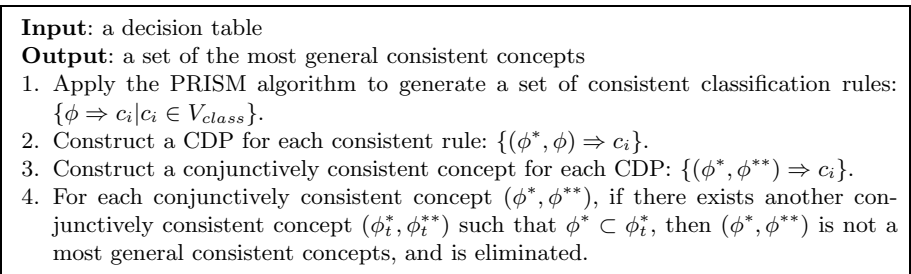 Input: a decision table
Output: a set of the most general consistent concepts
1. Apply the PRISM algorithm to generate a set of consistent classification rules:
{ϕ ⇒ c_i|c_i ∈ V_class}.
2. Construct a CDP for each consistent rule: {(ϕ*, ϕ) ⇒ c_i}.
3. Construct a conjunctively consistent concept for each CDP: {(ϕ*, ϕ**) ⇒ c_i}.
4. For each conjunctively consistent concept (ϕ*, ϕ**), if there exists another con-
junctively consistent concept (ϕ_t*, ϕ_t**) such that ϕ* ⊂ ϕ_t*, then (ϕ*, ϕ**) is not a
most general consistent concepts, and is eliminated.